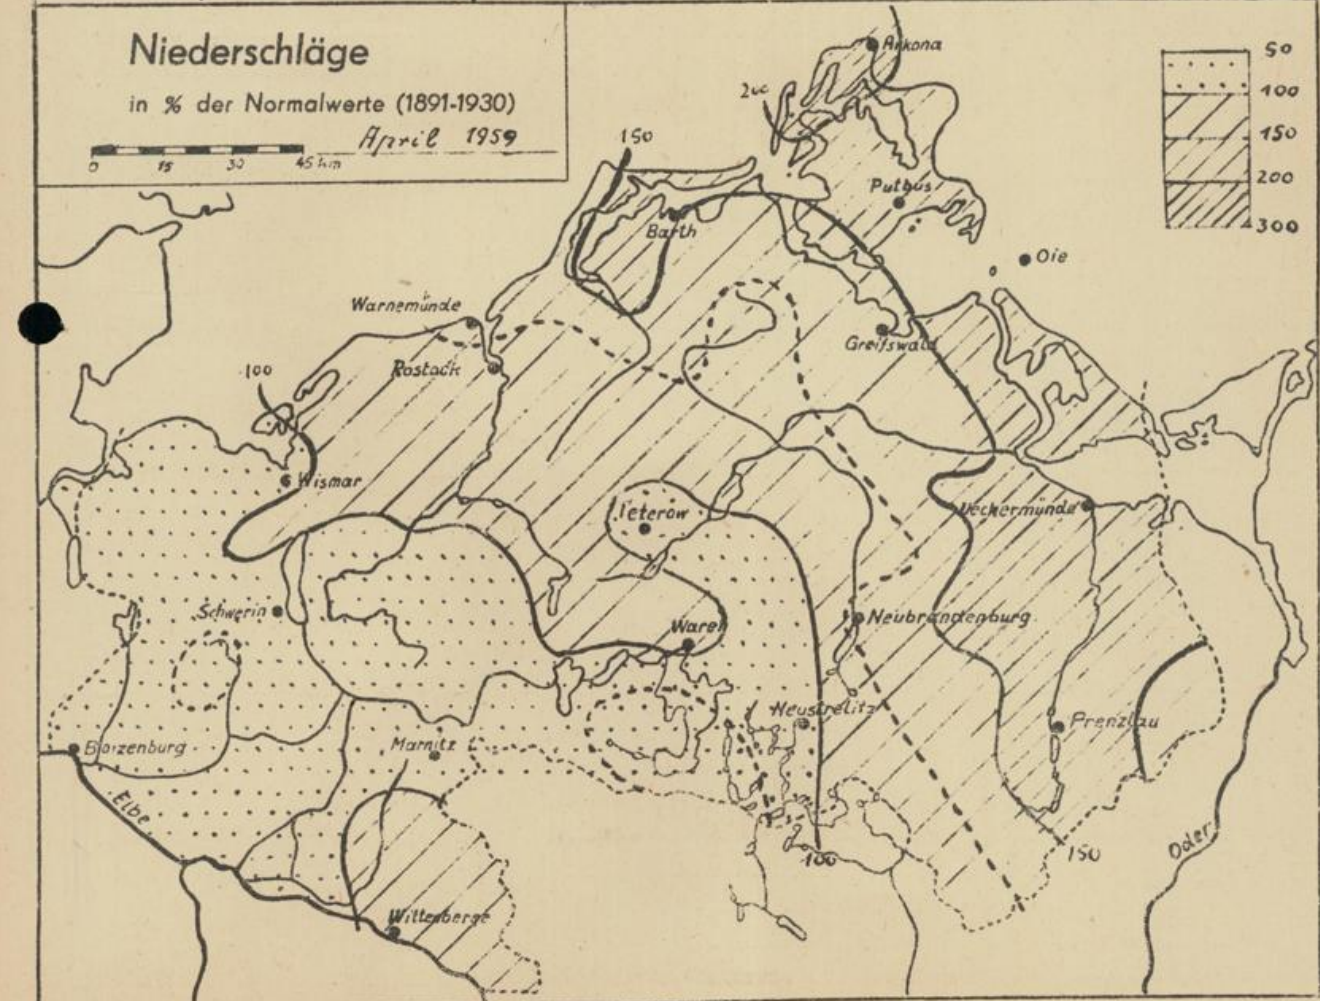 Niederschläge
in % der Normalwerte (1891-1930)
April 1959
0 15 30 45 km
50
100
150
200
300
Arkona
200
150
Putbus
Barth
Oie
Warnemünde
Greifswald
Rostock
100
Wismar
Teterow
Ueckermünde
Schwerin
Neubrandenburg
Waren
Neustrelitz
Prenzlau
Boizenburg
Marnitz
Elbe
Oder
100
150
Wittenberge